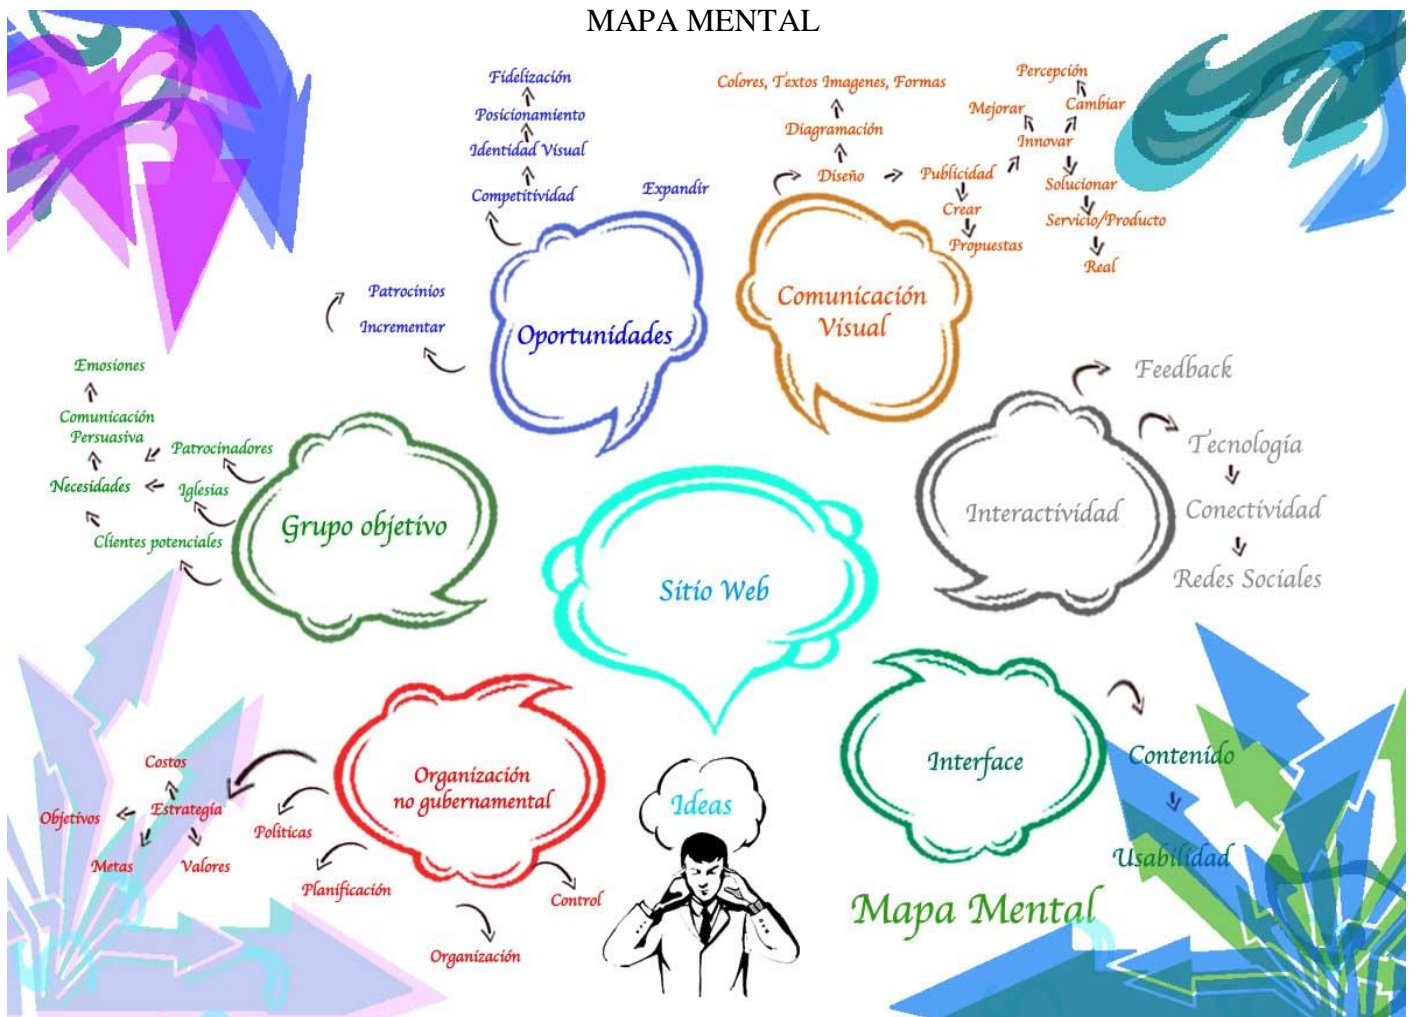 MAPA MENTAL
Fidelización
Posicionamiento
Identidad Visual
Competitividad
Expandir
Patrocinios
Incrementar
Oportunidades
Colores, Textos Imagenes, Formas
Diagramación
Diseño
Publicidad
Crear
Propuestas
Mejorar
Percepción
Cambiar
Innovar
Solucionar
Servicio/Producto
Real
Comunicación
Visual
Emosiones
Comunicación
Persuasiva
Patrocinadores
Necesidades
Iglesias
Clientes potenciales
Grupo objetivo
Feedback
Tecnología
Conectividad
Redes Sociales
Interactividad
Sitio Web
Costos
Objetivos
Estrategía
Metas
Valores
Políticas
Planificación
Organización
Control
Organización
no gubernamental
Ideas
Interface
Contenido
Usabilidad
Mapa Mental